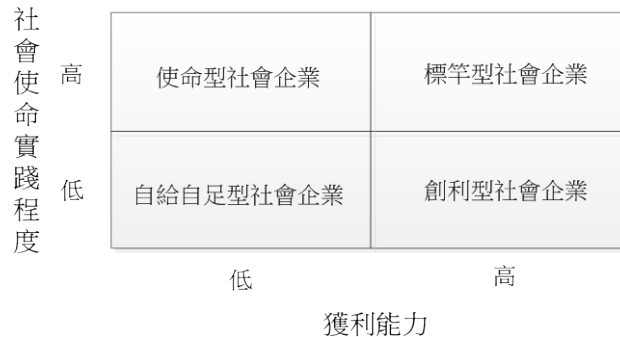 社會使命實踐程度
高
使命型社會企業
標竿型社會企業
低
自給自足型社會企業
創利型社會企業
低
高
獲利能力